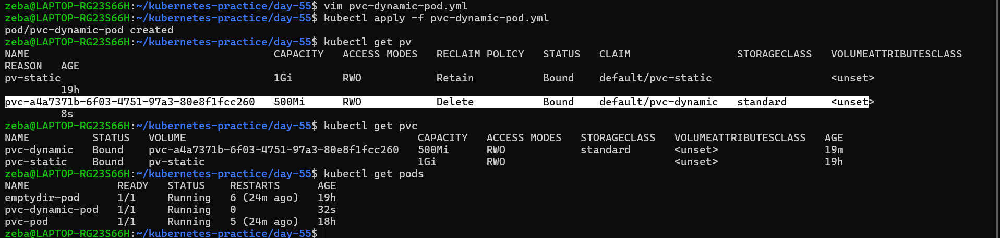 zeba@LAPTOP-RG23S66H:~/kubernetes-practice/day-55$ vim pvc-dynamic-pod.yml
zeba@LAPTOP-RG23S66H:~/kubernetes-practice/day-55$ kubectl apply -f pvc-dynamic-pod.yml
pod/pvc-dynamic-pod created
zeba@LAPTOP-RG23S66H:~/kubernetes-practice/day-55$ kubectl get pv
NAME                                       CAPACITY   ACCESS MODES   RECLAIM POLICY   STATUS   CLAIM                 STORAGECLASS   VOLUMEATTRIBUTESCLASS
REASON   AGE
pv-static                                  1Gi        RWO            Retain           Bound    default/pvc-static                   <unset>
         19h
pvc-a4a7371b-6f03-4751-97a3-80e8f1fcc260   500Mi      RWO            Delete           Bound    default/pvc-dynamic   standard       <unset>
         8s
zeba@LAPTOP-RG23S66H:~/kubernetes-practice/day-55$ kubectl get pvc
NAME          STATUS   VOLUME                                     CAPACITY   ACCESS MODES   STORAGECLASS   VOLUMEATTRIBUTESCLASS   AGE
pvc-dynamic   Bound    pvc-a4a7371b-6f03-4751-97a3-80e8f1fcc260   500Mi      RWO            standard       <unset>                 19m
pvc-static    Bound    pv-static                                  1Gi        RWO                           <unset>                 19h
zeba@LAPTOP-RG23S66H:~/kubernetes-practice/day-55$ kubectl get pods
NAME              READY   STATUS    RESTARTS      AGE
emptydir-pod      1/1     Running   6 (24m ago)   19h
pvc-dynamic-pod   1/1     Running   0             32s
pvc-pod           1/1     Running   5 (24m ago)   18h
zeba@LAPTOP-RG23S66H:~/kubernetes-practice/day-55$